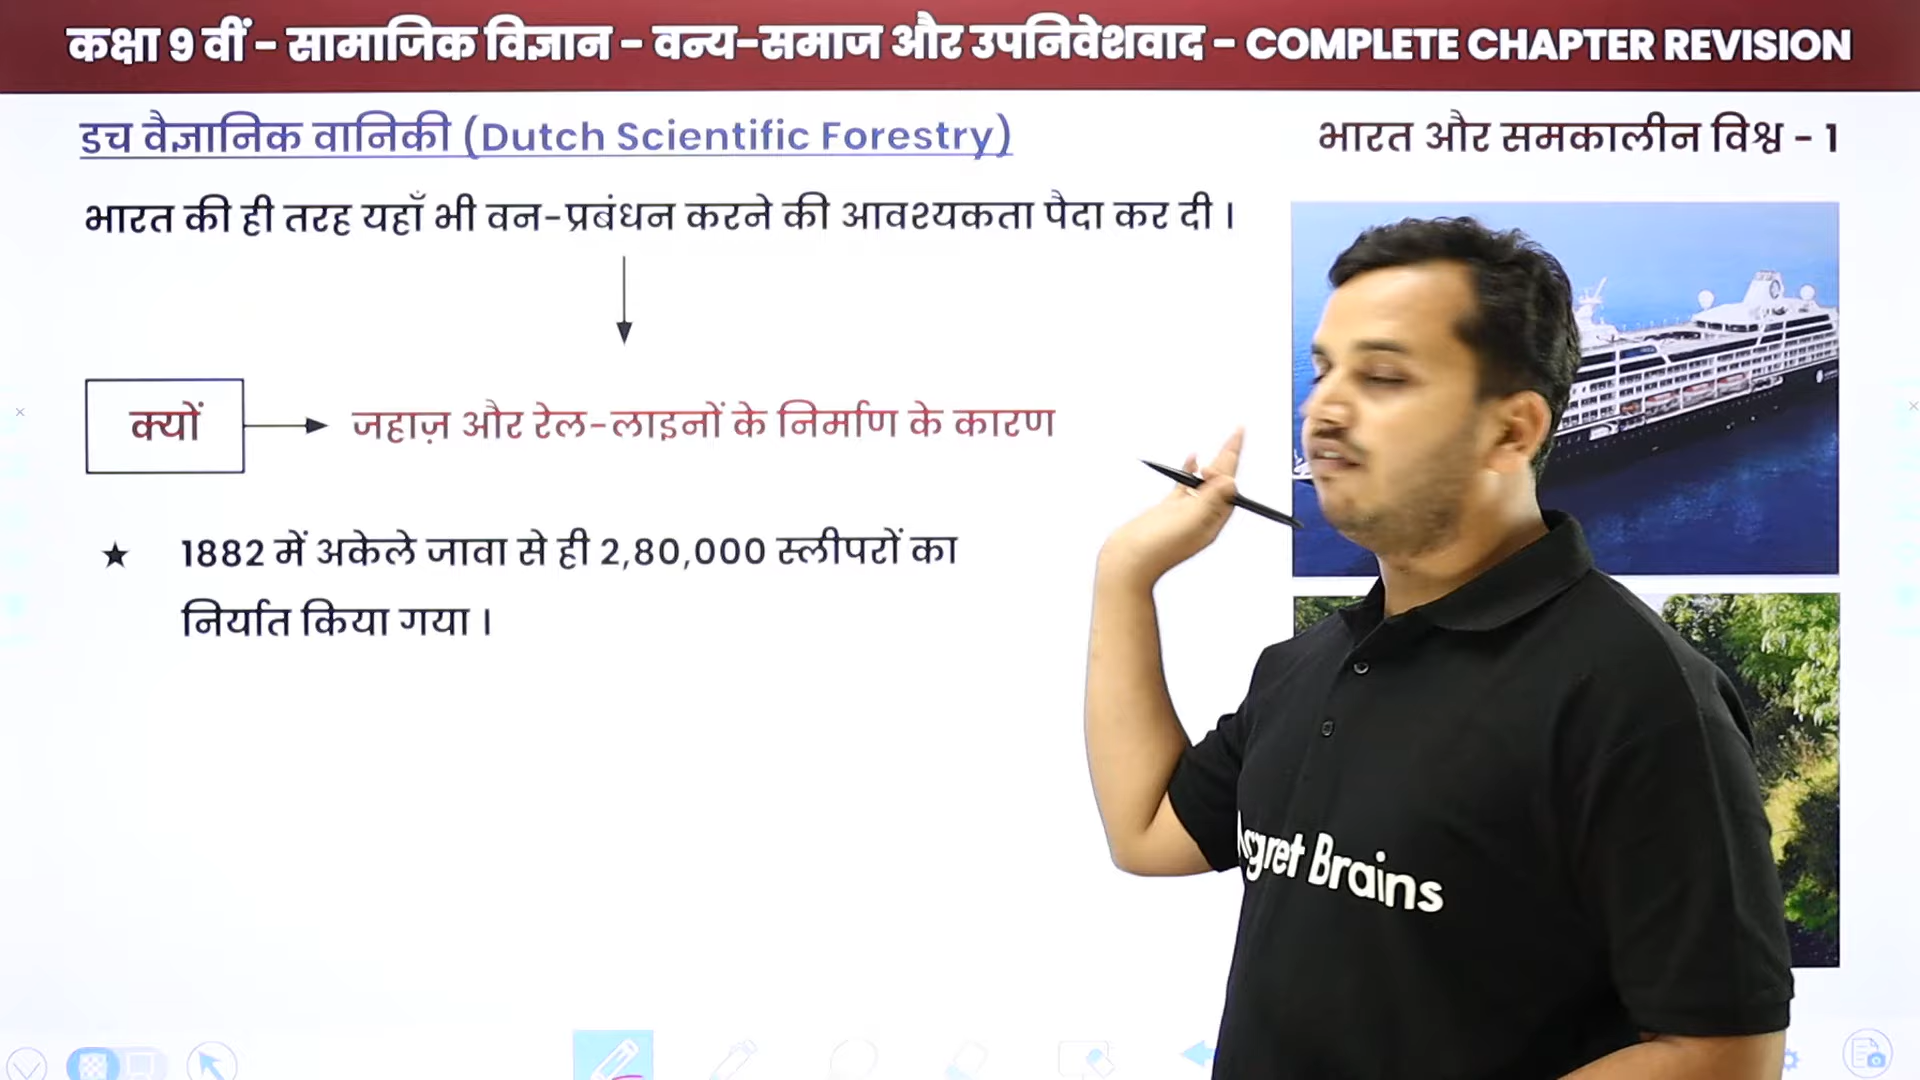 कक्षा 9 वीं - सामाजिक विज्ञान - वन्य-समाज और उपनिवेशवाद - COMPLETE CHAPTER REVISION
डच वैज्ञानिक वानिकी (Dutch Scientific Forestry)
भारत और समकालीन विश्व - 1
भारत की ही तरह यहाँ भी वन-प्रबंधन करने की आवश्यकता पैदा कर दी ।
क्यों
जहाज़ और रेल-लाइनों के निर्माण के कारण
★ 1882 में अकेले जावा से ही 2,80,000 स्लीपरों का
निर्यात किया गया ।
Brains